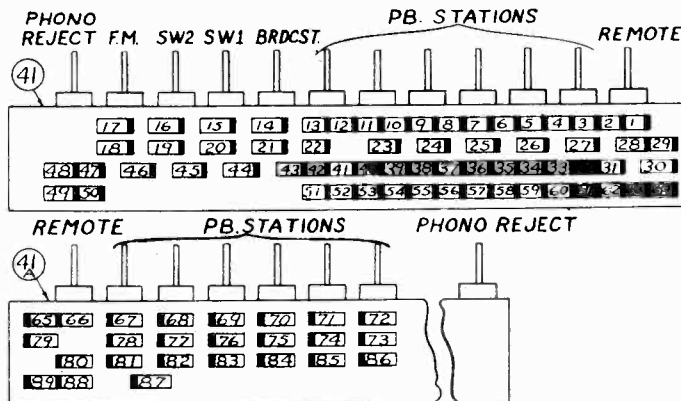 PB. STATIONS
PHONO REJECT F.M. SW2 SW1 BRDCST. REMOTE
41
17 16 15 14 13 12 11 10 9 8 7 6 5 4 3 2 1
18 19 20 21 22 23 24 25 26 27 28 29
48 47 46 45 44 43 42 41 39 38 37 36 35 34 33 31 30
49 50 51 52 53 54 55 56 57 58 59 60
REMOTE PB. STATIONS PHONO REJECT
41 A
65 66 67 68 69 70 71 72
79 78 77 76 75 74 73
80 81 82 83 84 85 86
89 88 87